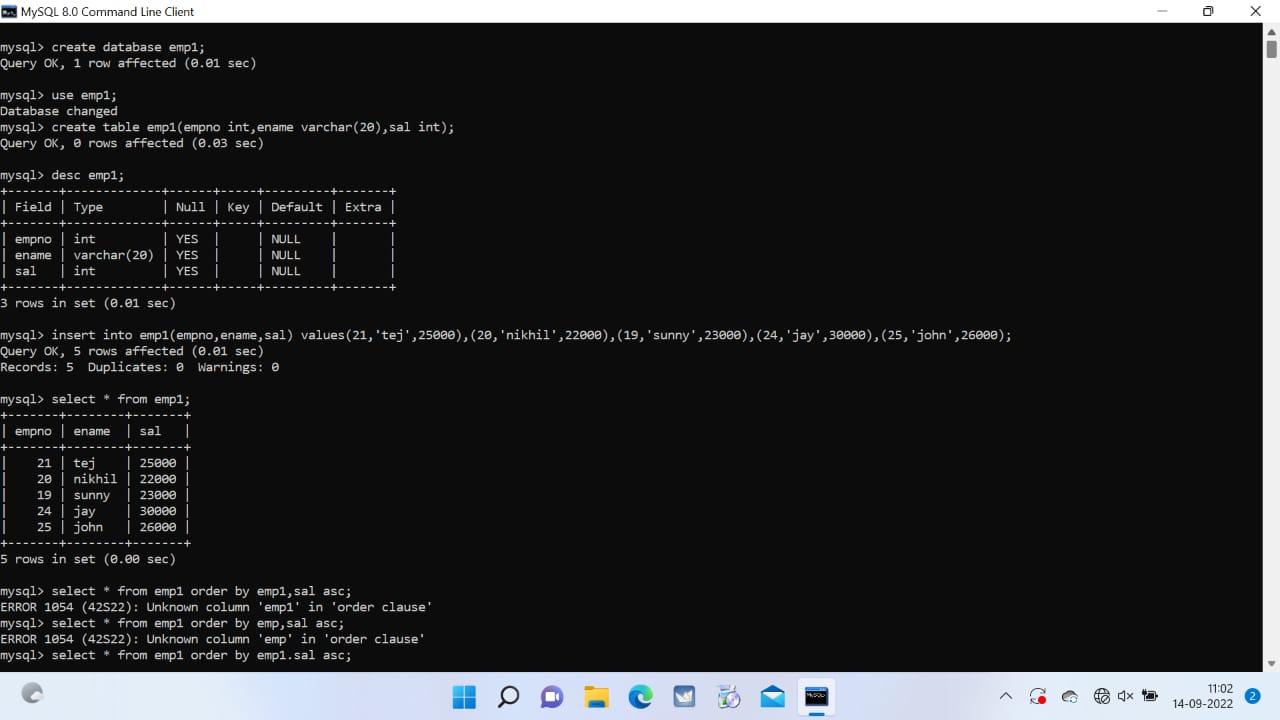 MySQL 8.0 Command Line Client
mysql> create database emp1;
Query OK, 1 row affected (0.01 sec)
mysql> use emp1;
Database changed
mysql> create table emp1(empno int,ename varchar(20),sal int);
Query OK, 0 rows affected (0.03 sec)
mysql> desc emp1;
+-------+-------------+------+-----+---------+-------+
| Field | Type        | Null | Key | Default | Extra |
+-------+-------------+------+-----+---------+-------+
| empno | int         | YES  |     | NULL    |       |
| ename | varchar(20) | YES  |     | NULL    |       |
| sal   | int         | YES  |     | NULL    |       |
+-------+-------------+------+-----+---------+-------+
3 rows in set (0.01 sec)
mysql> insert into emp1(empno,ename,sal) values(21,'tej',25000),(20,'nikhil',22000),(19,'sunny',23000),(24,'jay',30000),(25,'john',26000);
Query OK, 5 rows affected (0.01 sec)
Records: 5  Duplicates: 0  Warnings: 0
mysql> select * from emp1;
+-------+--------+-------+
| empno | ename  | sal   |
+-------+--------+-------+
|    21 | tej    | 25000 |
|    20 | nikhil | 22000 |
|    19 | sunny  | 23000 |
|    24 | jay    | 30000 |
|    25 | john   | 26000 |
+-------+--------+-------+
5 rows in set (0.00 sec)
mysql> select * from emp1 order by emp1,sal asc;
ERROR 1054 (42S22): Unknown column 'emp1' in 'order clause'
mysql> select * from emp1 order by emp,sal asc;
ERROR 1054 (42S22): Unknown column 'emp' in 'order clause'
mysql> select * from emp1 order by emp1.sal asc;
11:02
14-09-2022
2